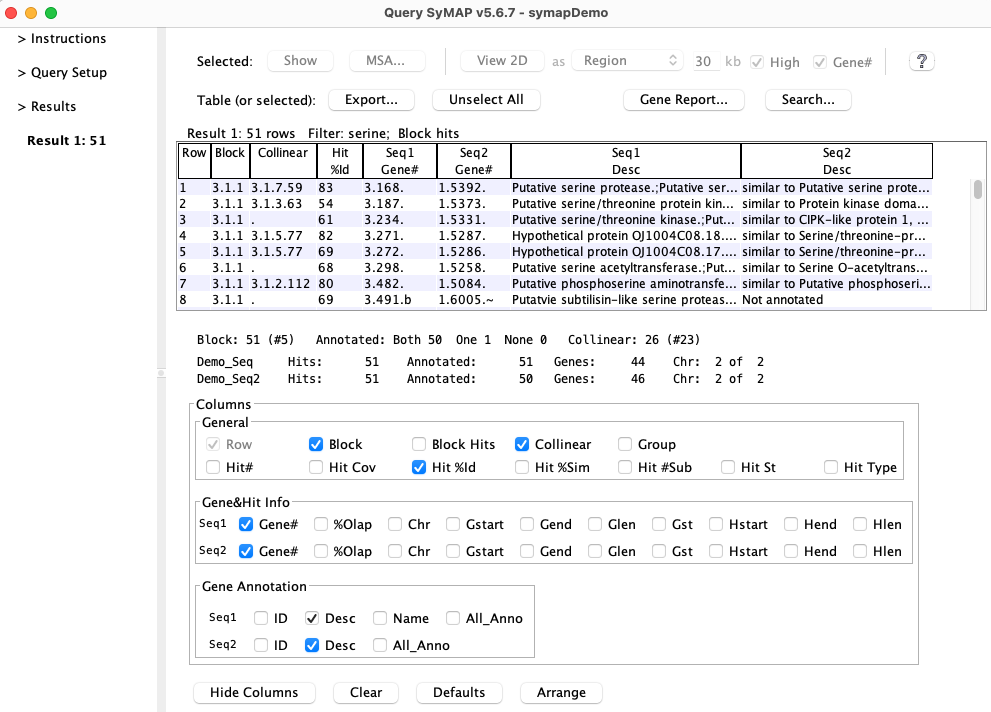 Query SyMAP v5.6.7 - symapDemo
> Instructions
> Query Setup
> Results
Result 1: 51
Selected: Show MSA... View 2D as Region 30 kb High Gene# ?
Table (or selected): Export... Unselect All Gene Report... Search...
Result 1: 51 rows Filter: serine; Block hits
Row Block Collinear Hit Seq1 Seq2 Seq1 Seq2
%Id Gene# Gene# Desc Desc
1 3.1.1 3.1.7.59 83 3.168. 1.5392. Putative serine protease.;Putative ser... similar to Putative serine prote...
2 3.1.1 3.1.3.63 54 3.187. 1.5373. Putative serine/threonine protein kin... similar to Protein kinase doma...
3 3.1.1 . 61 3.234. 1.5331. Putative serine/threonine kinase.;Put... similar to CIPK-like protein 1, ...
4 3.1.1 3.1.5.77 82 3.271. 1.5287. Hypothetical protein OJ1004C08.18.... similar to Serine/threonine-pr...
5 3.1.1 3.1.5.77 69 3.272. 1.5286. Hypothetical protein OJ1004C08.17.... similar to Serine/threonine-pr...
6 3.1.1 . 68 3.298. 1.5258. Putative serine acetyltransferase.;Put... similar to Serine O-acetyltrans...
7 3.1.1 3.1.2.112 80 3.482. 1.5084. Putative phosphoserine aminotransfe... similar to Putative phosphoseri...
8 3.1.1 . 69 3.491.b 1.6005.~ Putatvie subtilisin-like serine proteas... Not annotated
Block: 51 (#5) Annotated: Both 50 One 1 None 0 Collinear: 26 (#23)
Demo_Seq Hits: 51 Annotated: 51 Genes: 44 Chr: 2 of 2
Demo_Seq2 Hits: 51 Annotated: 50 Genes: 46 Chr: 2 of 2
Columns
General
Row Block Block Hits Collinear Group
Hit# Hit Cov Hit %Id Hit %Sim Hit #Sub Hit St Hit Type
Gene&Hit Info
Seq1 Gene# %Olap Chr Gstart Gend Glen Gst Hstart Hend Hlen
Seq2 Gene# %Olap Chr Gstart Gend Glen Gst Hstart Hend Hlen
Gene Annotation
Seq1 ID Desc Name All_Anno
Seq2 ID Desc All_Anno
Hide Columns Clear Defaults Arrange